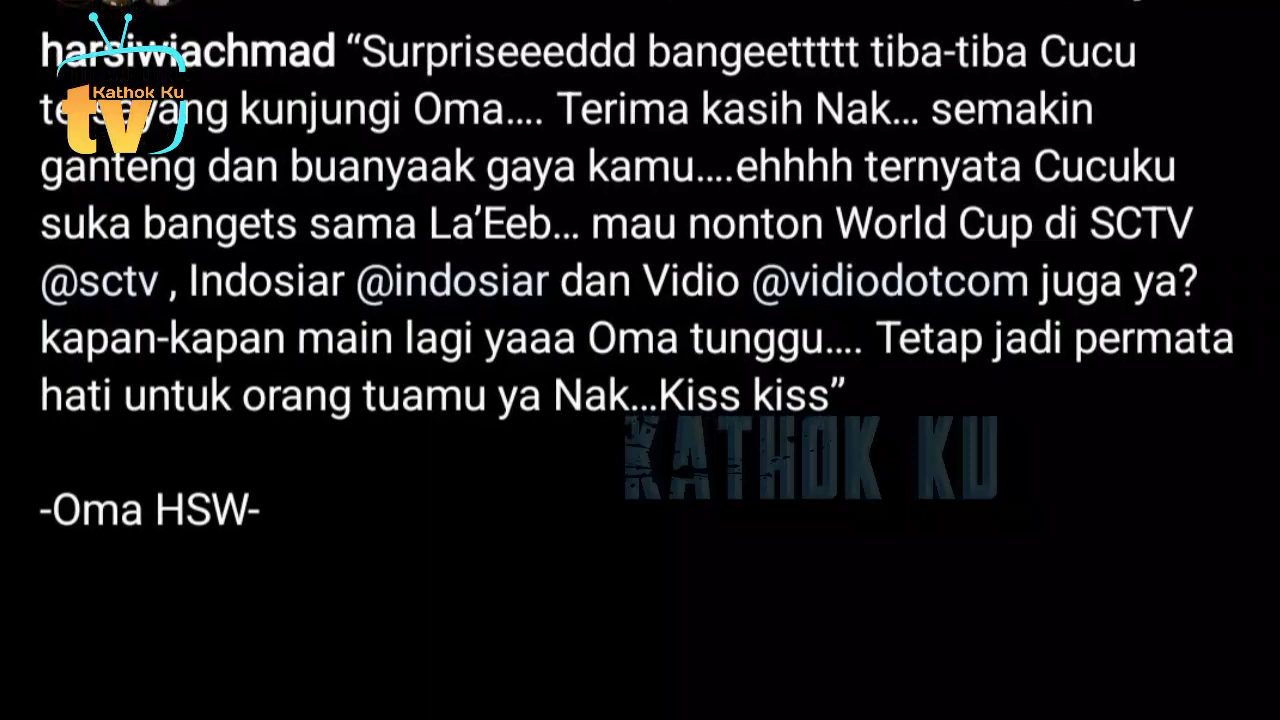 harsiwiachmad “Surpriseeeddd bangeettttt tiba-tiba Cucu
tersayang kunjungi Oma.... Terima kasih Nak... semakin
ganteng dan buanyaak gaya kamu....ehhhh ternyata Cucuku
suka bangets sama La’Eeb... mau nonton World Cup di SCTV
@sctv , Indosiar @indosiar dan Vidio @vidiodotcom juga ya?
kapan-kapan main lagi yaaa Oma tunggu.... Tetap jadi permata
hati untuk orang tuamu ya Nak...Kiss kiss”
-Oma HSW-
Kathok Ku
tv
KATHOK KU